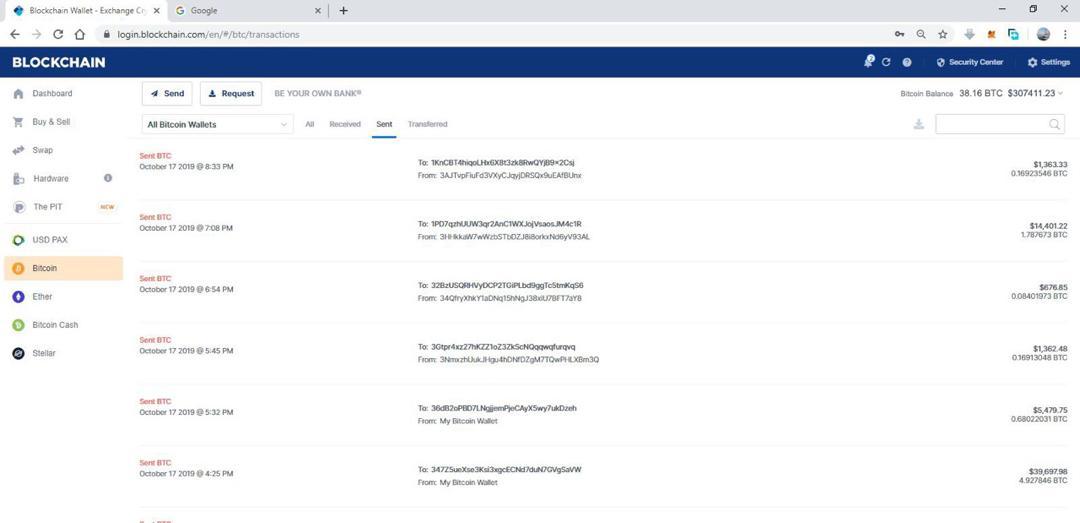 Blockchain Wallet - Exchange Cr
Google
login.blockchain.com/en/#/btc/transactions
BLOCKCHAIN
2
Security Center
Settings
Dashboard
Buy & Sell
Swap
Hardware
The PIT
NEW
USD PAX
Bitcoin
Ether
Bitcoin Cash
Stellar
Send
Request
BE YOUR OWN BANK®
Bitcoin Balance 38.16 BTC $307411.23
All Bitcoin Wallets
All
Received
Sent
Transferred
Sent BTC
October 17 2019 @ 8:33 PM
To: 1KnCBT4hiqoLHx6X8t3zk8RwQYjB9x2Csj
From: 3AJTvpFiuFd3VXyCJqyjDRSQx9uEAfBUnx
$1,363.33
0.16923546 BTC
Sent BTC
October 17 2019 @ 7:08 PM
To: 1PD7qzhUUW3qr2AnC1WXJojVsaosJM4c1R
From: 3HHkkaW7wWzbSTbDZJ8i8orkxNd6yV93AL
$14,401.22
1.787673 BTC
Sent BTC
October 17 2019 @ 6:54 PM
To: 32BzUSQRHVyDCP2TGiPLbd9ggTc5tmKqS6
From: 34QfryXhkY1aDNq15hNgJ38xiU7BFT7aY8
$676.85
0.08401973 BTC
Sent BTC
October 17 2019 @ 5:45 PM
To: 3Gtpr4xz27hKZZ1oZ3ZkScNQqqwqfurqvq
From: 3NmxzhUukJHgu4hDNfDZgM7TQwPHLXBm3Q
$1,362.48
0.16913048 BTC
Sent BTC
October 17 2019 @ 5:32 PM
To: 36dB2oPBD7LNgjjemPjeCAyX5wy7ukDzeh
From: My Bitcoin Wallet
$5,479.75
0.68022031 BTC
Sent BTC
October 17 2019 @ 4:25 PM
To: 347Z5ueXse3Ksi3xgcECNd7duN7GVgSaVW
From: My Bitcoin Wallet
$39,697.98
4.927846 BTC